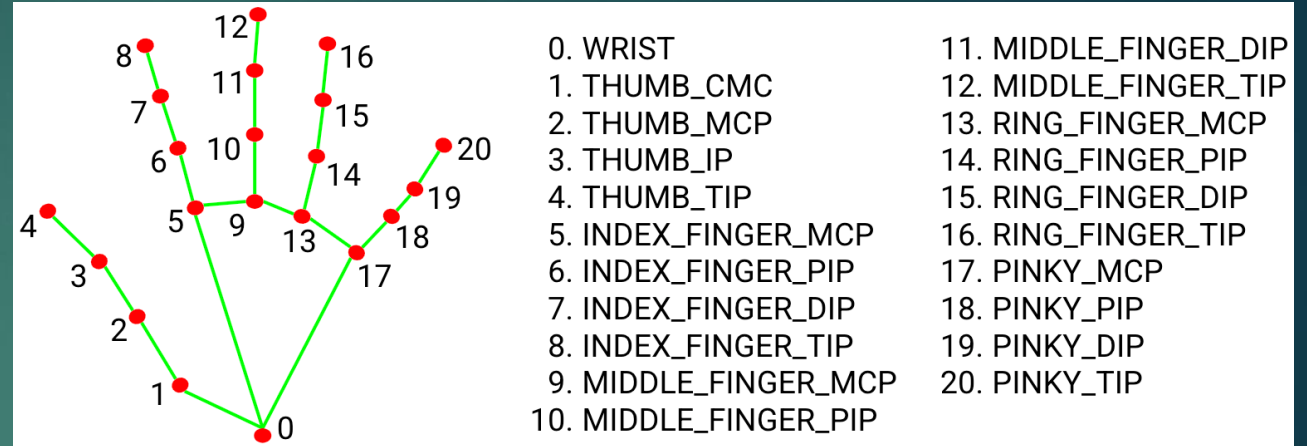 12
8
16
11
7
15
10
6
20
14
19
4
5
9
13
18
3
17
2
1
0
0. WRIST
1. THUMB_CMC
2. THUMB_MCP
3. THUMB_IP
4. THUMB_TIP
5. INDEX_FINGER_MCP
6. INDEX_FINGER_PIP
7. INDEX_FINGER_DIP
8. INDEX_FINGER_TIP
9. MIDDLE_FINGER_MCP
10. MIDDLE_FINGER_PIP
11. MIDDLE_FINGER_DIP
12. MIDDLE_FINGER_TIP
13. RING_FINGER_MCP
14. RING_FINGER_PIP
15. RING_FINGER_DIP
16. RING_FINGER_TIP
17. PINKY_MCP
18. PINKY_PIP
19. PINKY_DIP
20. PINKY_TIP